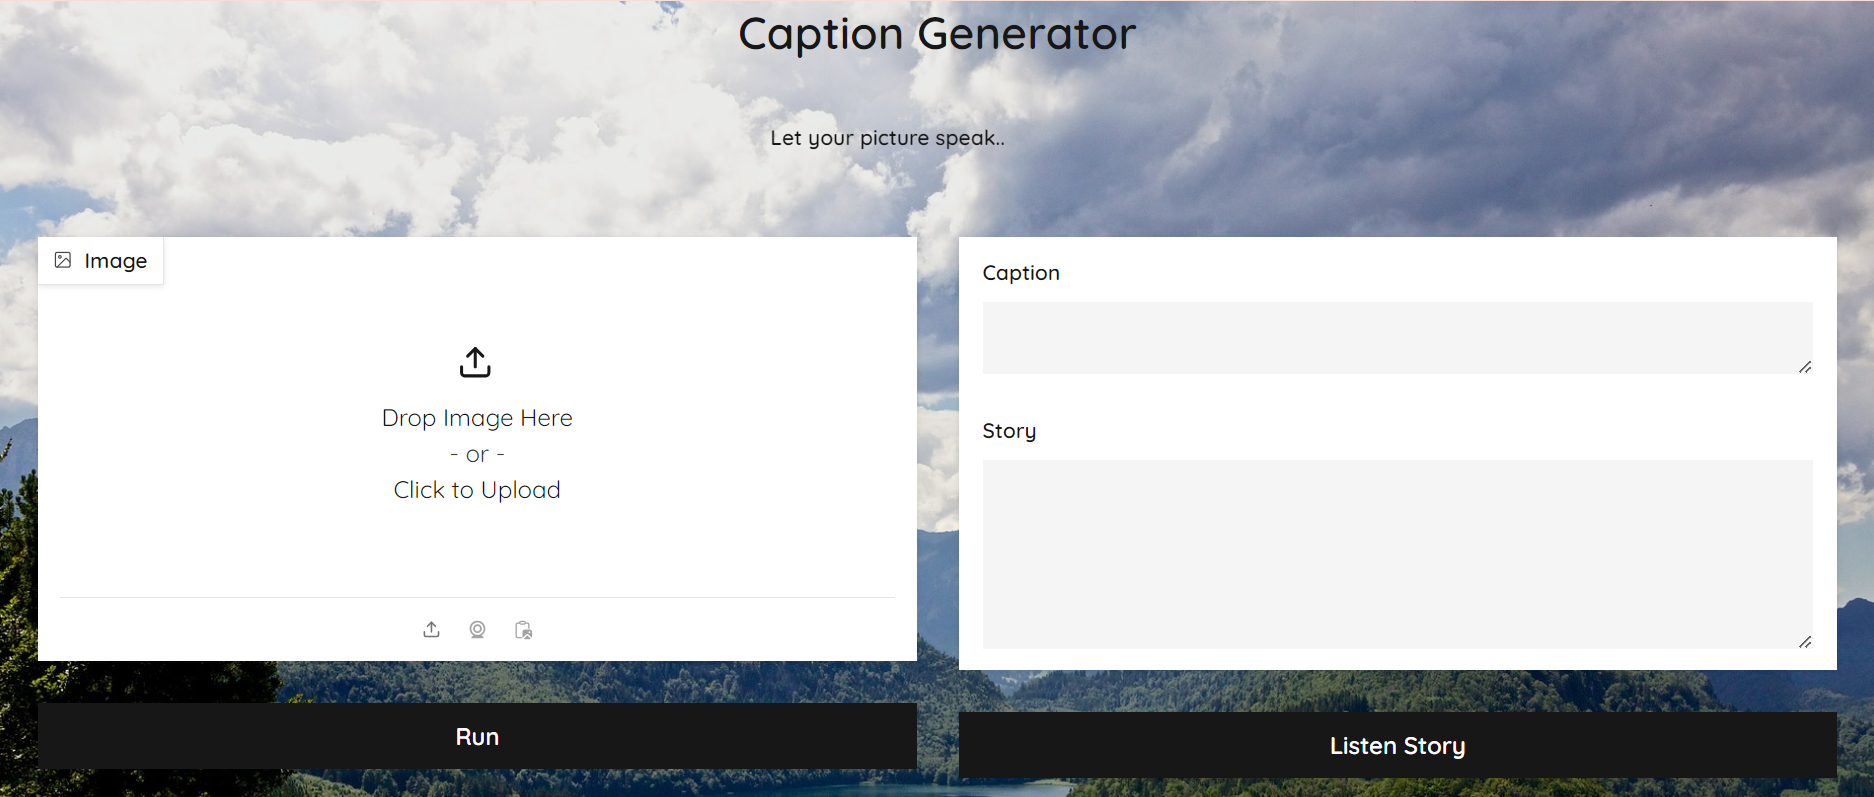 Caption Generator
Let your picture speak..
Image
Drop Image Here
- or -
Click to Upload
Run
Caption
Story
Listen Story